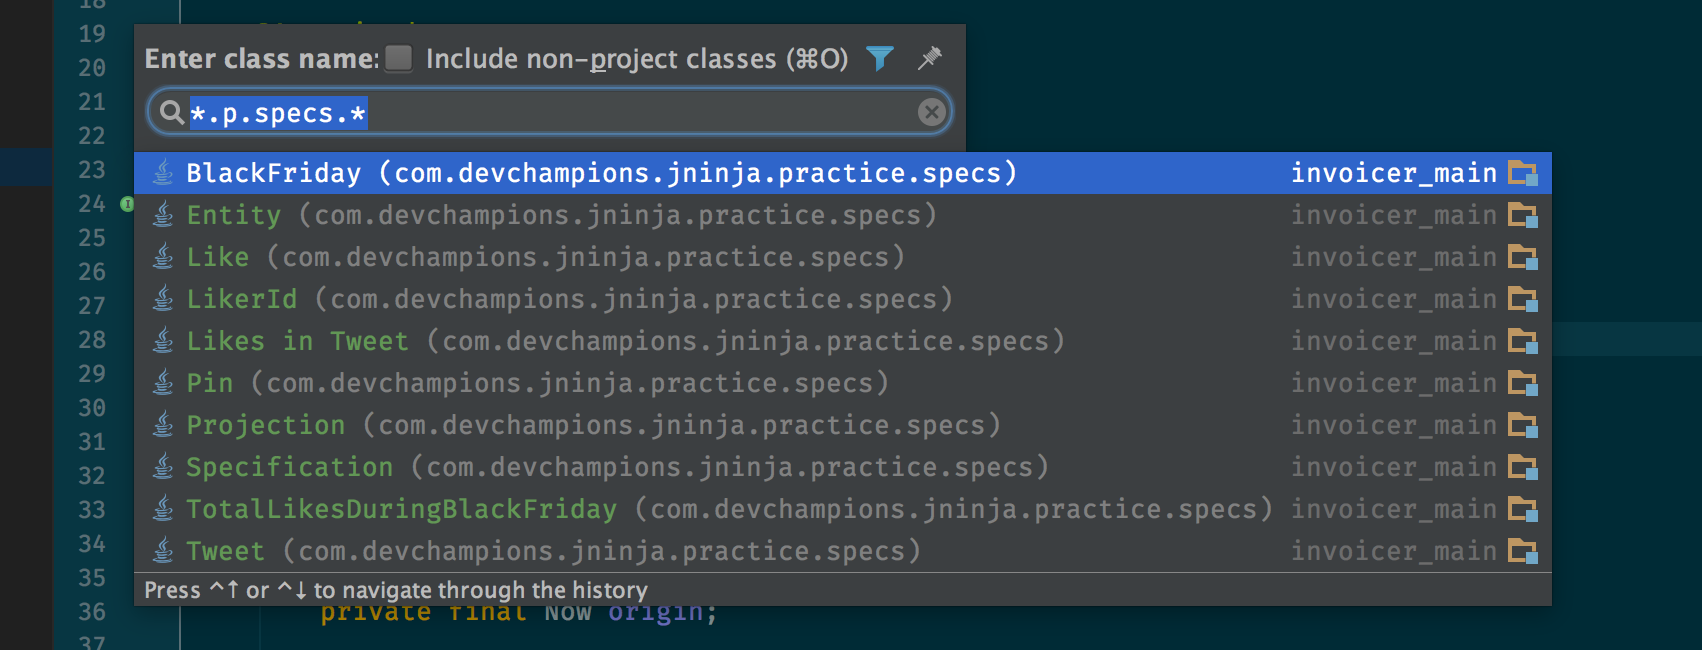 18
19
20
21
22
23
24
25
26
27
28
29
30
31
32
33
34
35
36
37
Enter class name: Include non-project classes (⌘O)
*.p.specs.*
BlackFriday (com.devchampions.jninja.practice.specs) invoicer_main
Entity (com.devchampions.jninja.practice.specs) invoicer_main
Like (com.devchampions.jninja.practice.specs) invoicer_main
LikerId (com.devchampions.jninja.practice.specs) invoicer_main
Likes in Tweet (com.devchampions.jninja.practice.specs) invoicer_main
Pin (com.devchampions.jninja.practice.specs) invoicer_main
Projection (com.devchampions.jninja.practice.specs) invoicer_main
Specification (com.devchampions.jninja.practice.specs) invoicer_main
TotalLikesDuringBlackFriday (com.devchampions.jninja.practice.specs) invoicer_main
Tweet (com.devchampions.jninja.practice.specs) invoicer_main
Press ^↑ or ^↓ to navigate through the history
private final Now origin;